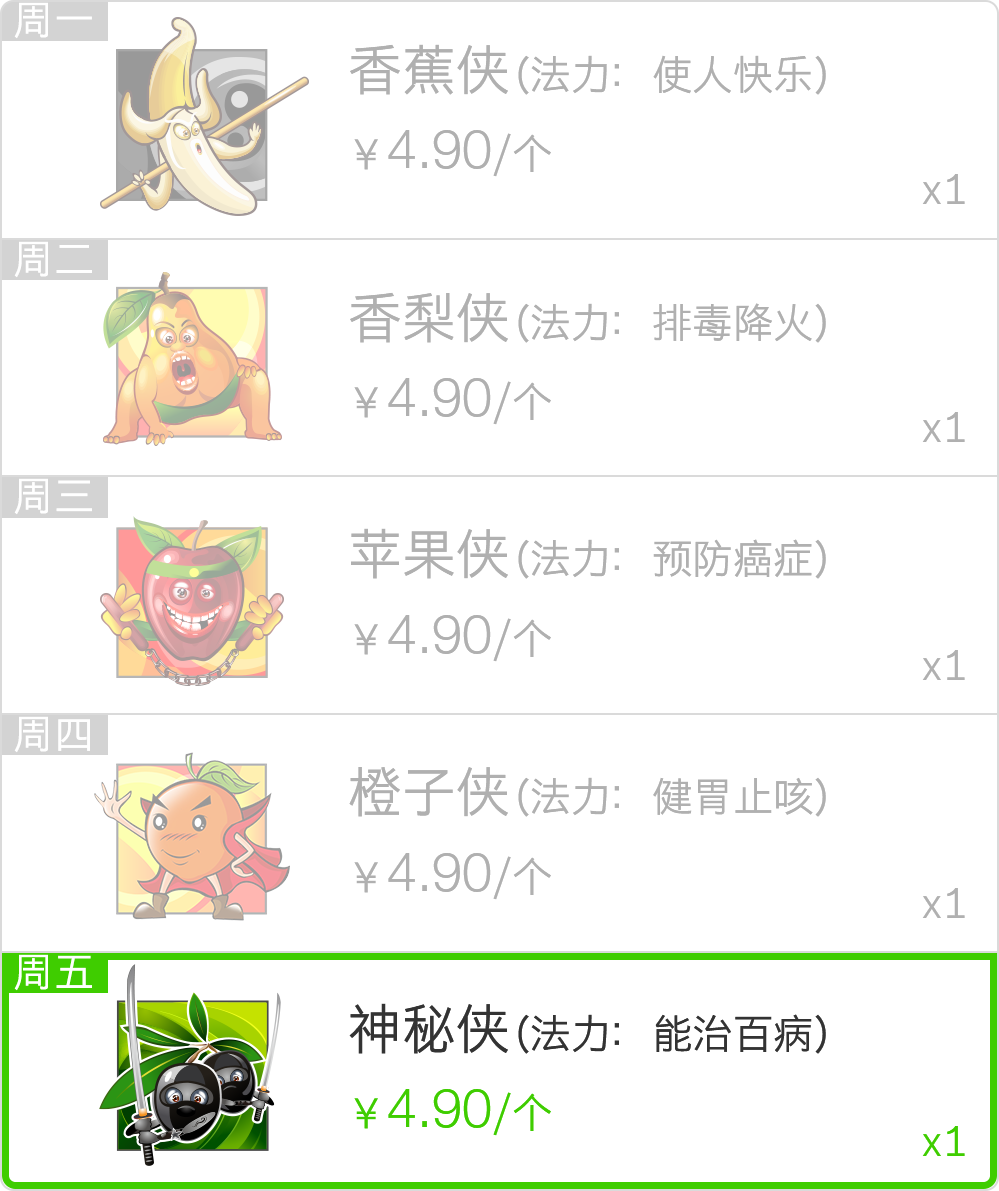 周一
香蕉侠(法力: 使人快乐)
¥4.90/个
x1
周二
香梨侠(法力: 排毒降火)
¥4.90/个
x1
周三
苹果侠(法力: 预防癌症)
¥4.90/个
x1
周四
橙子侠(法力: 健胃止咳)
¥4.90/个
x1
周五
神秘侠(法力: 能治百病)
¥4.90/个
x1